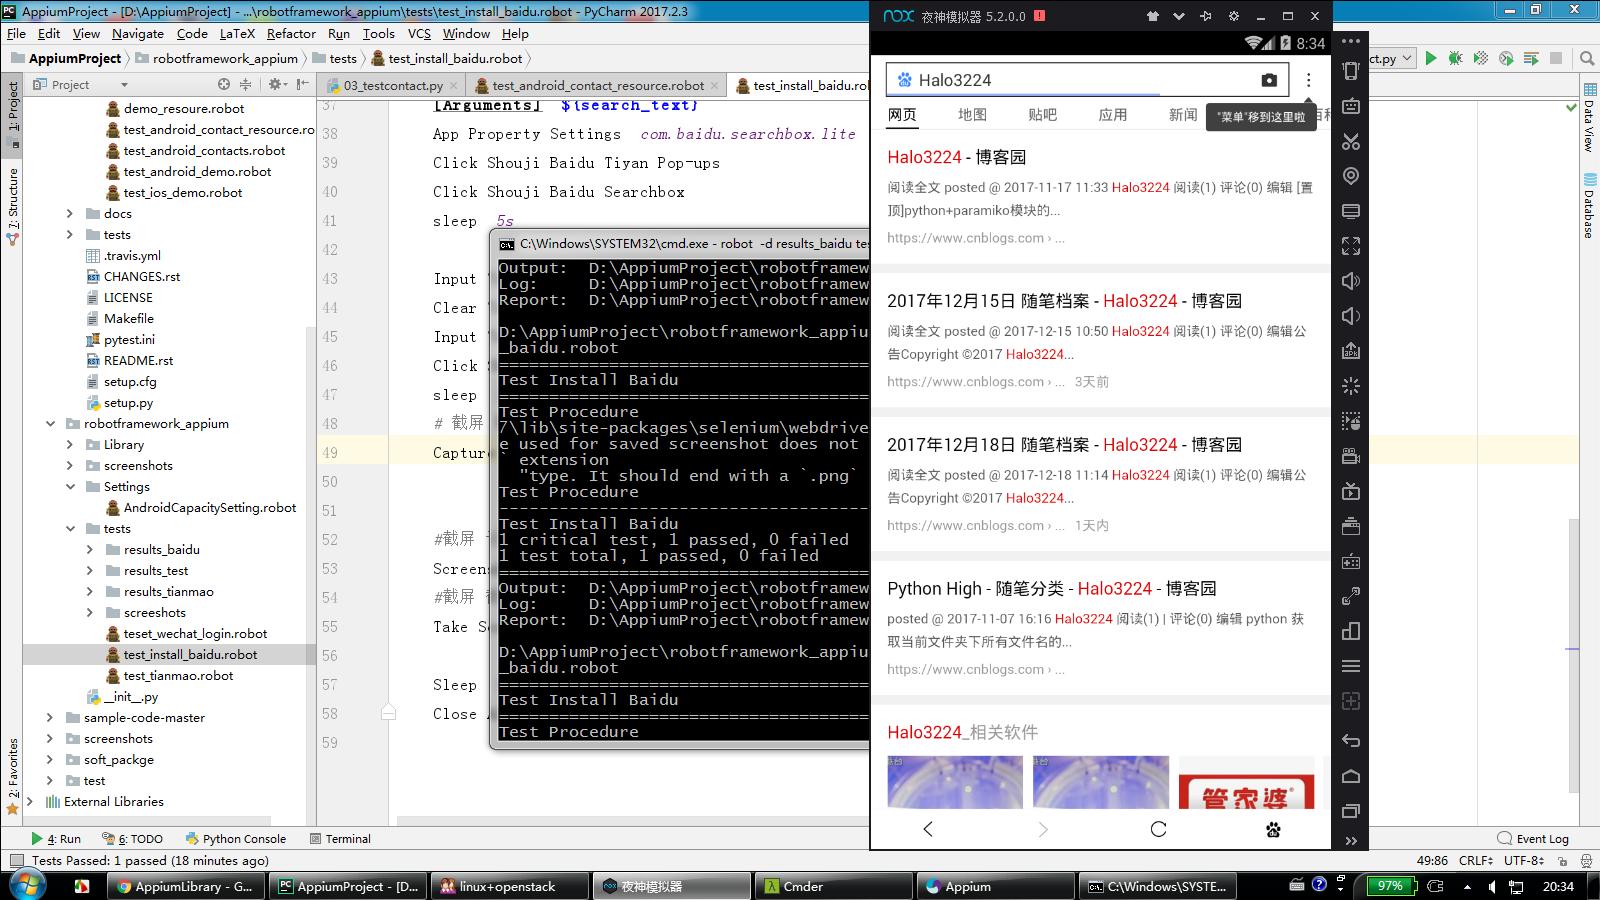 AppiumProject - [D:\AppiumProject] - ...\robotframework_appium\tests\test_install_baidu.robot - PyCharm 2017.2.3
File Edit View Navigate Code LaTeX Refactor Run Tools VCS Window Help
AppiumProject robotframework_appium tests test_install_baidu.robot
Project
03_testcontact.py test_android_contact_resource.robot test_install_baidu.rol
1: Project
7: Structure
2: Favorites
demo_resoure.robot
test_android_contact_resource.ro
test_android_contacts.robot
test_android_demo.robot
test_ios_demo.robot
docs
tests
.travis.yml
CHANGES.rst
LICENSE
Makefile
pytest.ini
README.rst
setup.cfg
setup.py
robotframework_appium
Library
screenshots
Settings
AndroidCapacitySetting.robot
tests
results_baidu
results_test
results_tianmao
screeshots
teset_wechat_login.robot
test_install_baidu.robot
test_tianmao.robot
__init__.py
sample-code-master
screenshots
soft_packge
test
External Libraries
37 [Arguments] ${search_text}
38 App Property Settings com.baidu.searchbox.lite
39 Click Shouji Baidu Tiyan Pop-ups
40 Click Shouji Baidu Searchbox
41 sleep 5s
42
43 Input
44 Clear
45 Input
46 Click
47 sleep
48 # 截屏
49 Captur
50
51
52 #截屏
53 Screens
54 #截屏
55 Take Sc
56
57 Sleep
58 Close
59
C:\Windows\SYSTEM32\cmd.exe - robot -d results_baidu tes
Output: D:\AppiumProject\robotframew
Log: D:\AppiumProject\robotframew
Report: D:\AppiumProject\robotframew
D:\AppiumProject\robotframework_appiu
_baidu.robot
Test Install Baidu
Test Procedure
7\lib\site-packages\selenium\webdrive
e used for saved screenshot does not
` extension
"type. It should end with a `.png`
Test Procedure
Test Install Baidu
1 critical test, 1 passed, 0 failed
1 test total, 1 passed, 0 failed
Output: D:\AppiumProject\robotframew
Log: D:\AppiumProject\robotframew
Report: D:\AppiumProject\robotframew
D:\AppiumProject\robotframework_appiu
_baidu.robot
Test Install Baidu
Test Procedure
nox 夜神模拟器 5.2.0.0
8:34
Halo3224
网页 地图 贴吧 应用 新闻
"菜单"移到这里啦
Halo3224 - 博客园
阅读全文 posted @ 2017-11-17 11:33 Halo3224 阅读(1) 评论(0) 编辑 [置
顶]python+paramiko模块的...
https://www.cnblogs.com › ...
2017年12月15日 随笔档案 - Halo3224 - 博客园
阅读全文 posted @ 2017-12-15 10:50 Halo3224 阅读(1) 评论(0) 编辑公
告Copyright ©2017 Halo3224...
https://www.cnblogs.com › ... 3天前
2017年12月18日 随笔档案 - Halo3224 - 博客园
阅读全文 posted @ 2017-12-18 11:14 Halo3224 阅读(1) 评论(0) 编辑公
告Copyright ©2017 Halo3224...
https://www.cnblogs.com › ... 1天内
Python High - 随笔分类 - Halo3224 - 博客园
posted @ 2017-11-07 16:16 Halo3224 阅读(1) | 评论(0) 编辑 python 获
取当前文件夹下所有文件名的...
https://www.cnblogs.com › ...
Halo3224_相关软件
管家婆
ct.py
Data View
Database
4: Run 6: TODO Python Console Terminal Event Log
Tests Passed: 1 passed (18 minutes ago) 49:86 CRLF UTF-8
AppiumLibrary - G... AppiumProject - [D... linux+openstack 夜神模拟器 Cmder Appium C:\Windows\SYSTE... 97% 20:34